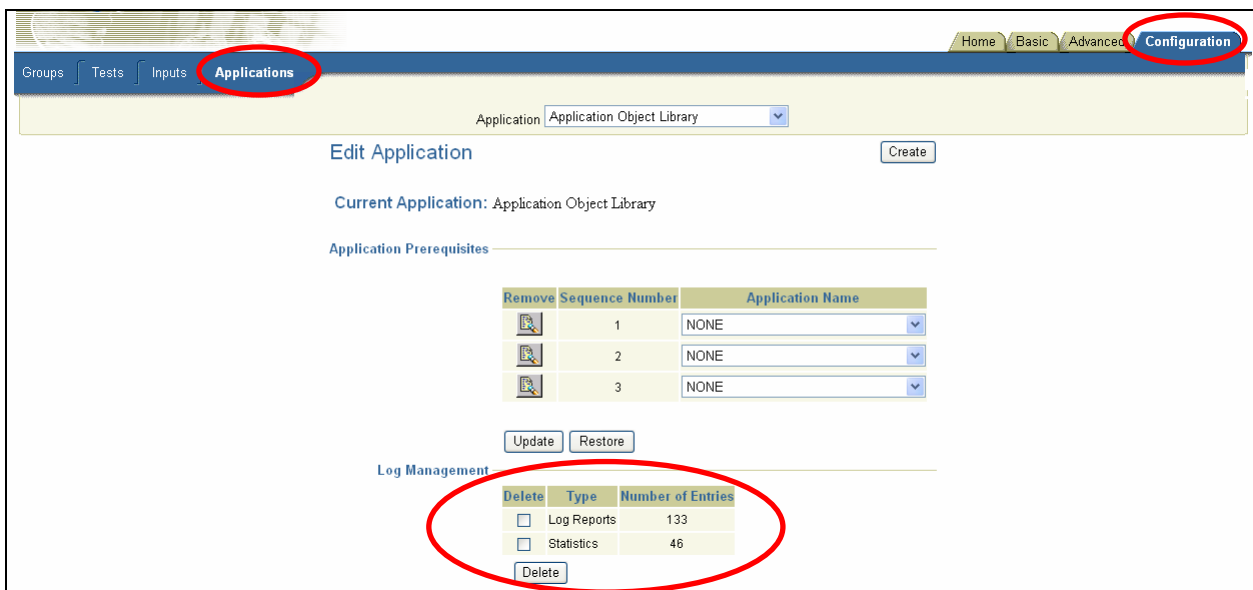 Home Basic Advanced Configuration
Groups Tests Inputs Applications
Application Application Object Library
Edit Application Create
Current Application: Application Object Library
Application Prerequisites
Remove Sequence Number Application Name
1 NONE
2 NONE
3 NONE
Update Restore
Log Management
Delete Type Number of Entries
Log Reports 133
Statistics 46
Delete